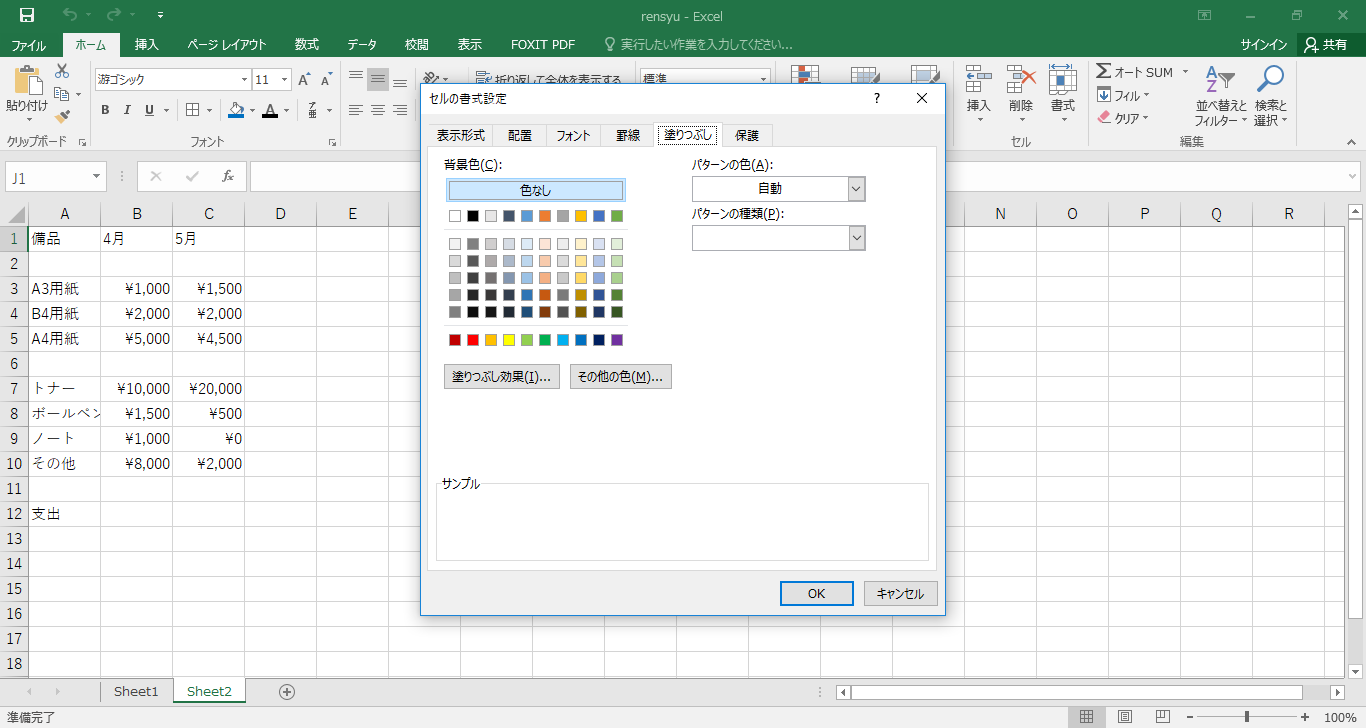 rensyu - Excel
ファイル ホーム 挿入 ページ レイアウト 数式 データ 校閲 表示 FOXIT PDF 実行したい作業を入力してください... サインイン 共有
貼り付け
游ゴシック 11
B I U
クリップボード フォント
折り返して全体を表示する
標準
挿入 削除 書式
セル
オート SUM
フィル
クリア
並べ替えと
フィルター
検索と
選択
編集
J1 fx
A B C D E N O P Q R
1 備品 4月 5月
2
3 A3用紙 ¥1,000 ¥1,500
4 B4用紙 ¥2,000 ¥2,000
5 A4用紙 ¥5,000 ¥4,500
6
7 トナー ¥10,000 ¥20,000
8 ボールペン ¥1,500 ¥500
9 ノート ¥1,000 ¥0
10 その他 ¥8,000 ¥2,000
11
12 支出
13
14
15
16
17
18
セルの書式設定 ?
表示形式 配置 フォント 罫線 塗りつぶし 保護
背景色(C):
色なし
パターンの色(A):
自動
パターンの種類(P):
塗りつぶし効果(I)... その他の色(M)...
サンプル
OK キャンセル
Sheet1 Sheet2
準備完了 100%